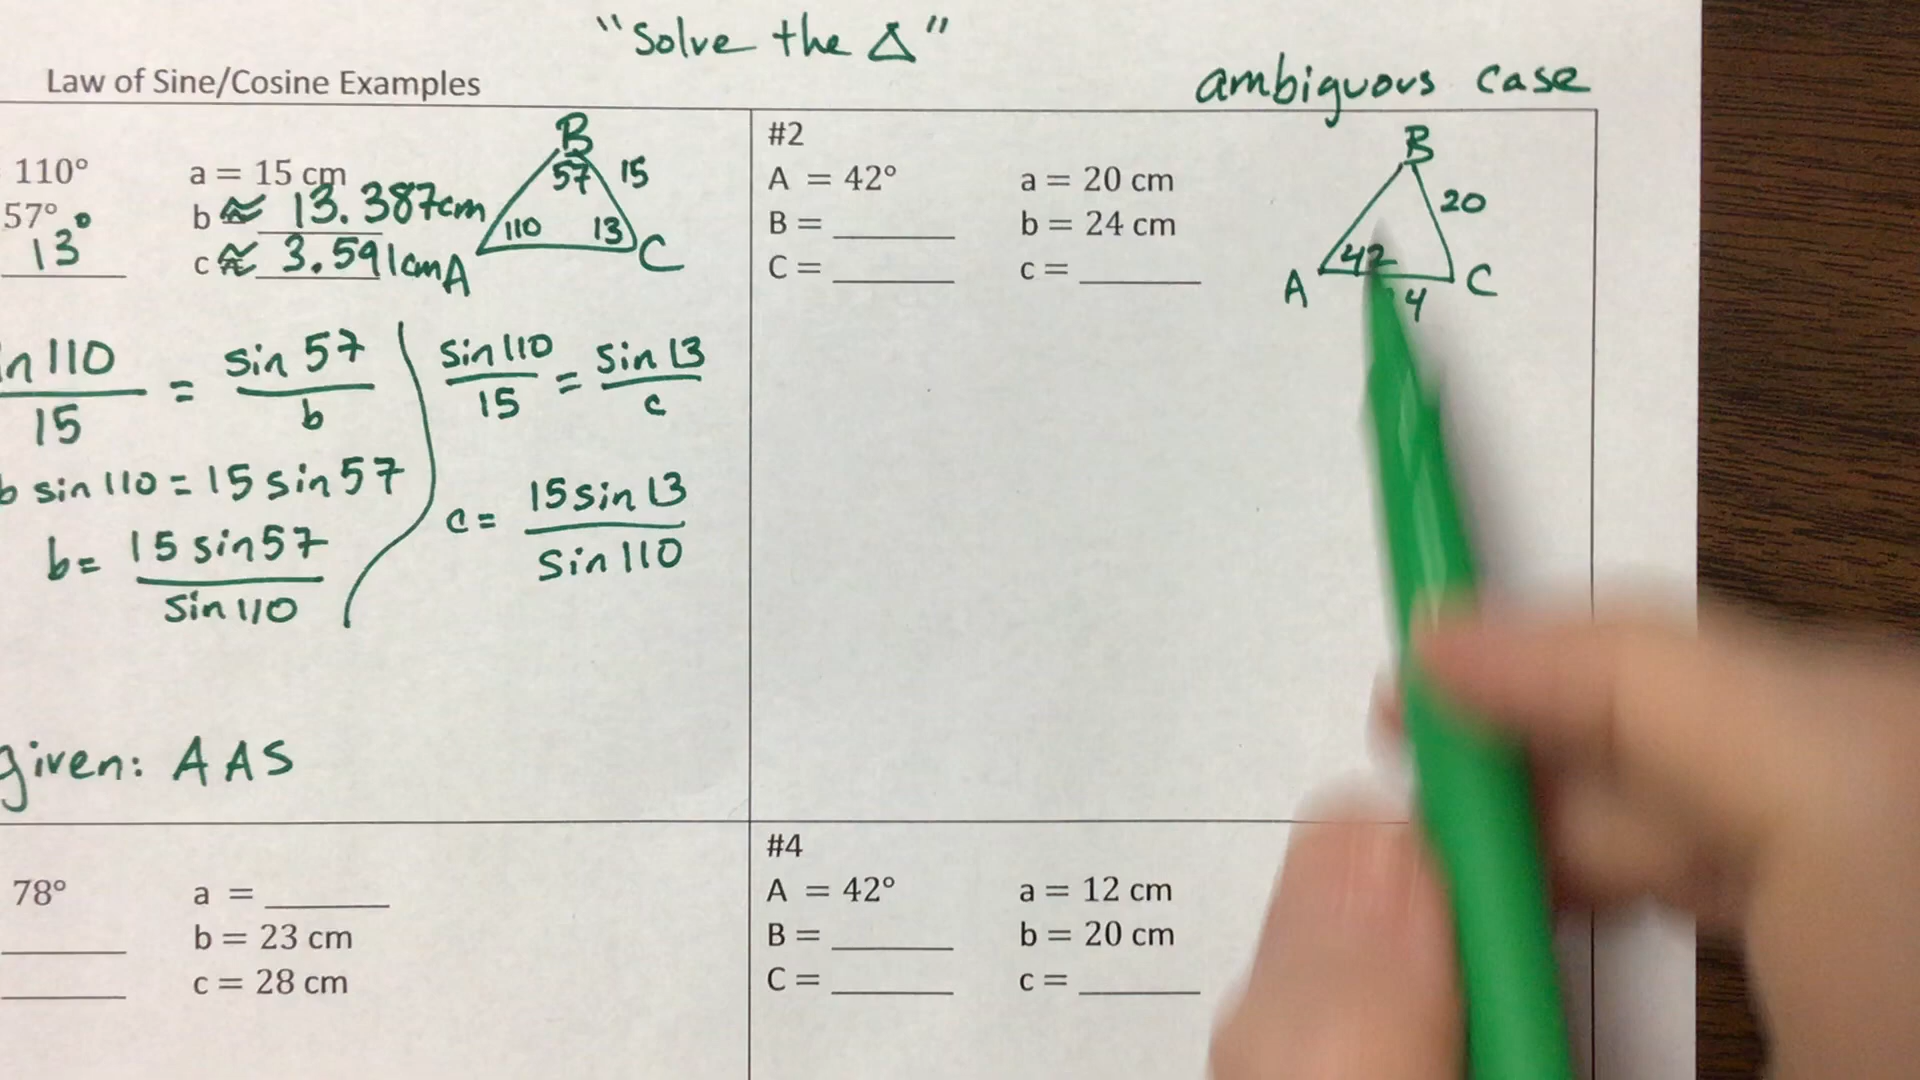 "Solve the Δ"
Law of Sine/Cosine Examples
ambiguous case
110°
a = 15 cm
57°
b ≈ 13.387cm
13°
c ≈ 3.591cm
B
57
15
110
13
A
C
#2
A = 42°
a = 20 cm
B = ______
b = 24 cm
C = ______
c = ______
B
20
42
A
C
4
n 110 / 15 = sin 57 / b
b sin 110 = 15 sin 57
b = 15 sin 57 / sin 110
sin 110 / 15 = sin 13 / c
c = 15 sin 13 / sin 110
given: AAS
78°
a = ______
b = 23 cm
c = 28 cm
#4
A = 42°
a = 12 cm
B = ______
b = 20 cm
C = ______
c = ______